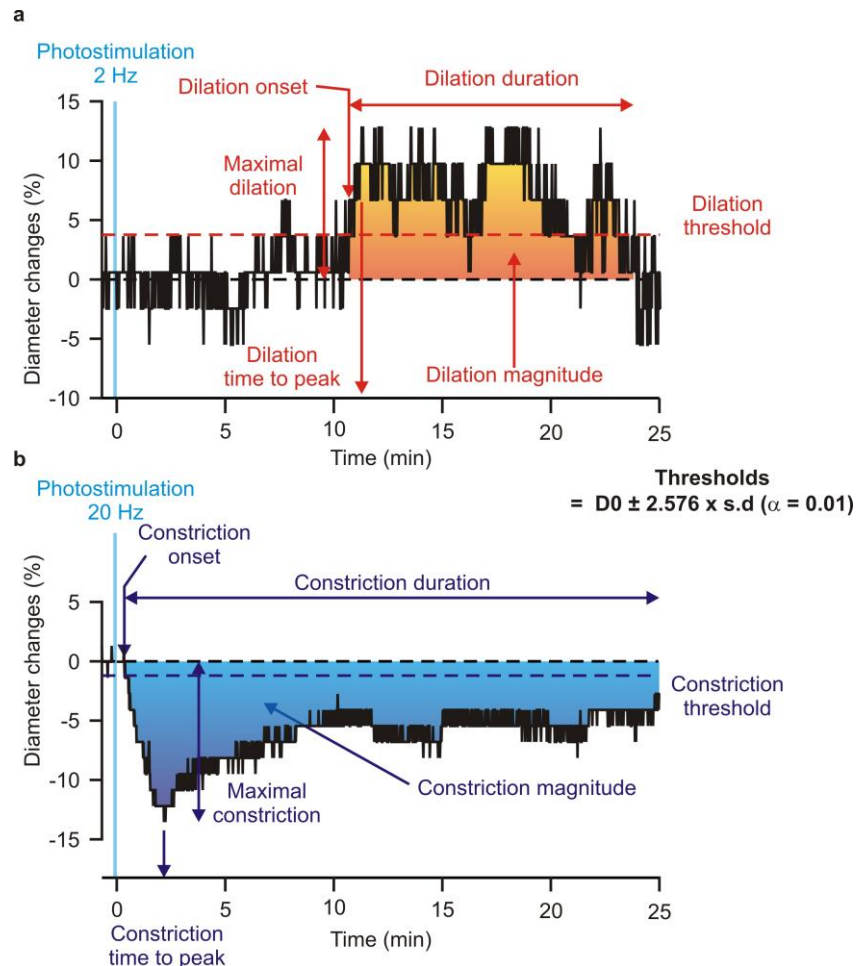 a
Photostimulation
2 Hz
Dilation onset
Dilation duration
15
10
5
0
-5
-10
Diameter changes (%)
Maximal
dilation
Dilation
threshold
Dilation
time to peak
Dilation magnitude
0
5
10
15
20
25
Time (min)
b
Photostimulation
20 Hz
Thresholds
= D0 ± 2.576 x s.d (α = 0.01)
Constriction
onset
Constriction duration
5
0
-5
-10
-15
Diameter changes (%)
Constriction
threshold
Maximal
constriction
Constriction magnitude
0
5
10
15
20
25
Constriction
time to peak
Time (min)